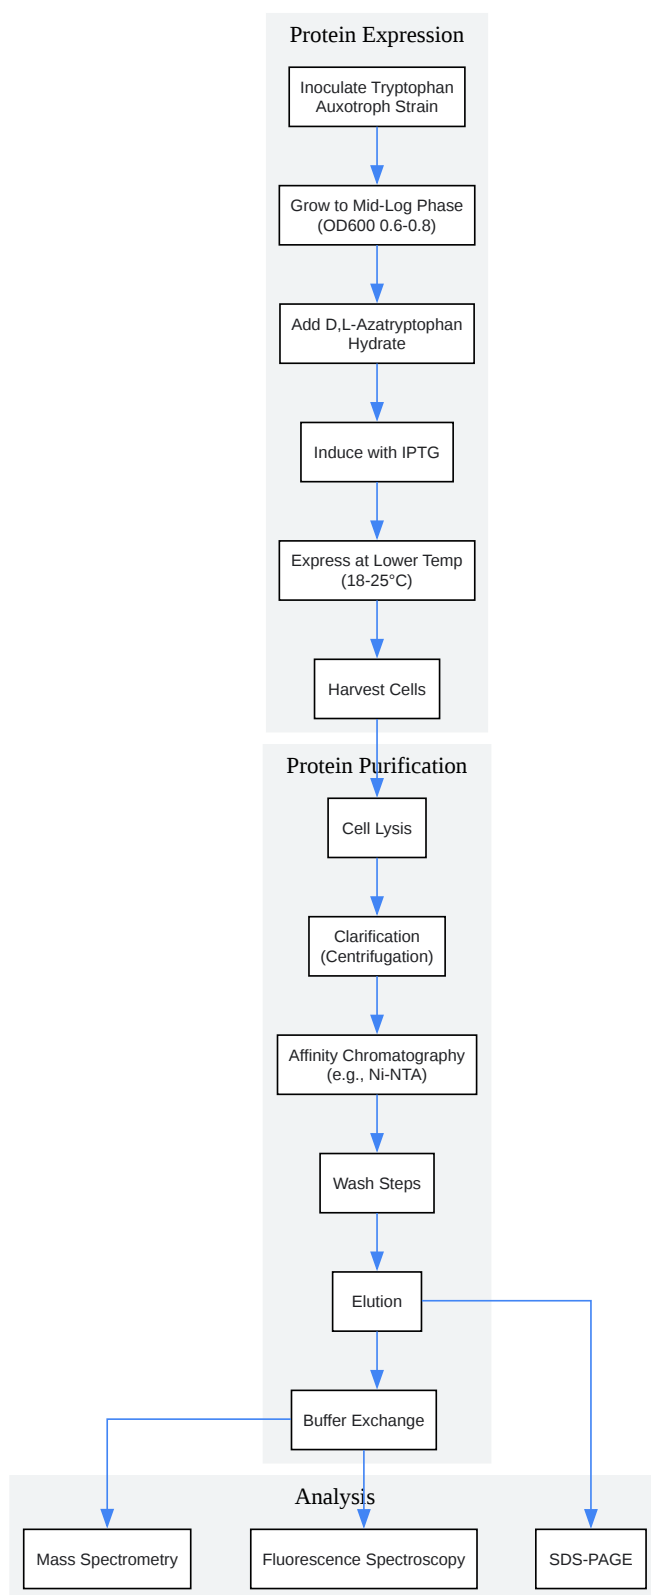 Protein Expression
Inoculate Tryptophan
Auxotroph Strain
Grow to Mid-Log Phase
(OD600 0.6-0.8)
Add D,L-Azatryptophan
Hydrate
Induce with IPTG
Express at Lower Temp
(18-25°C)
Harvest Cells
Protein Purification
Cell Lysis
Clarification
(Centrifugation)
Affinity Chromatography
(e.g., Ni-NTA)
Wash Steps
Elution
Buffer Exchange
Analysis
Mass Spectrometry
Fluorescence Spectroscopy
SDS-PAGE